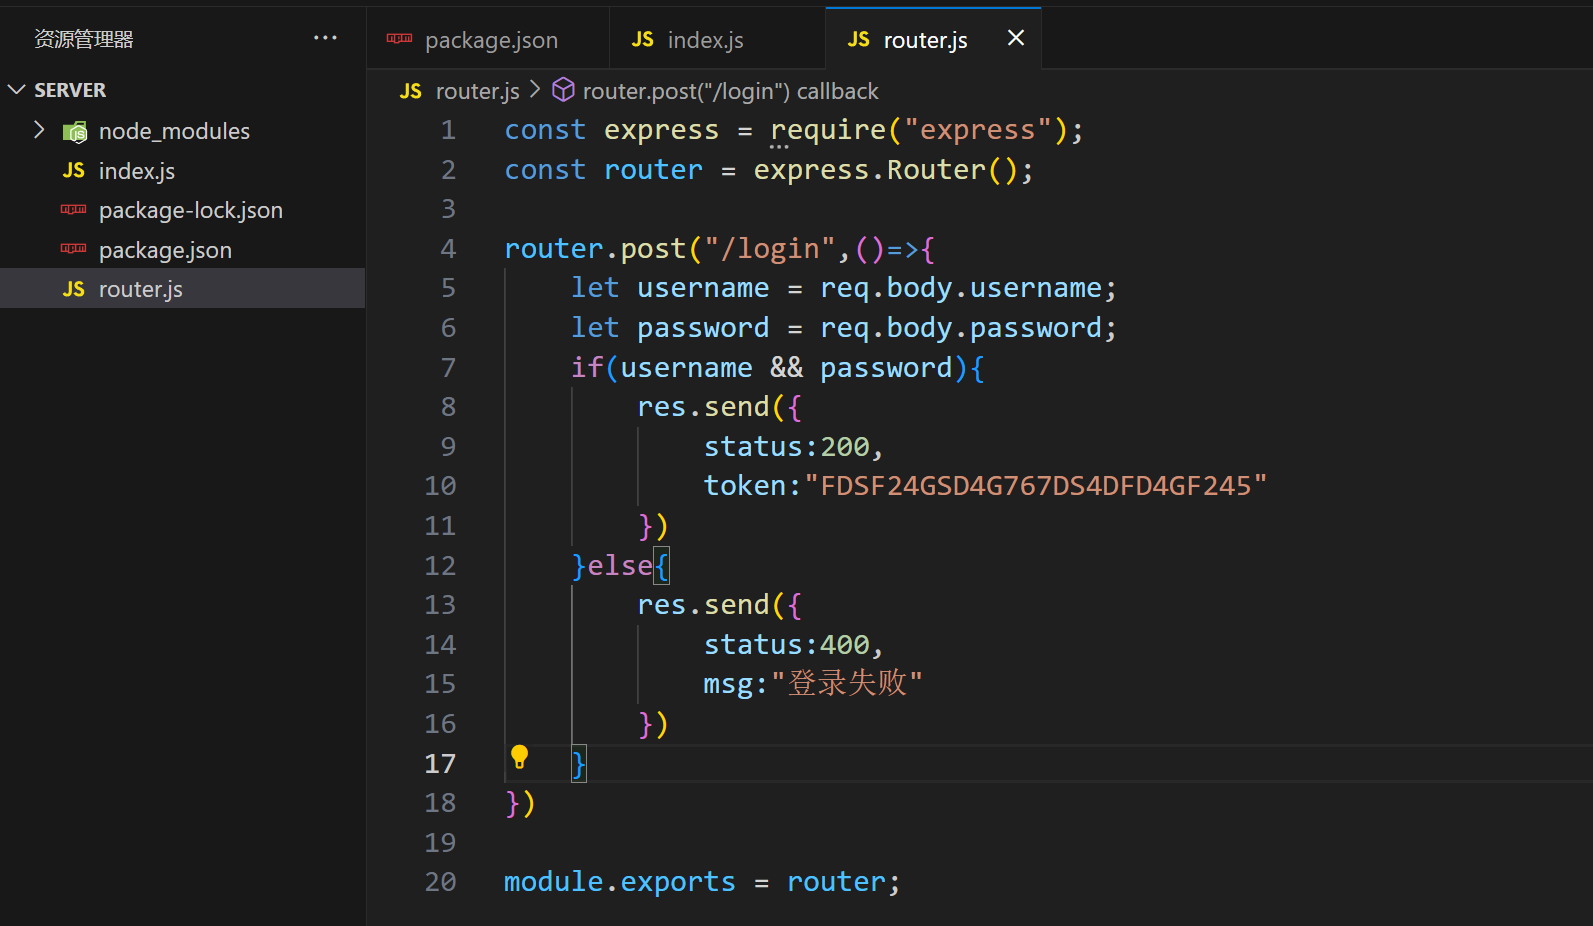 资源管理器 ...
SERVER
node_modules
JS index.js
package-lock.json
package.json
JS router.js
package.json JS index.js JS router.js
JS router.js > router.post("/login") callback
1 const express = require("express");
2 const router = express.Router();
3
4 router.post("/login",()=>{
5 let username = req.body.username;
6 let password = req.body.password;
7 if(username && password){
8 res.send({
9 status:200,
10 token:"FDSF24GSD4G767DS4DFD4GF245"
11 })
12 }else{
13 res.send({
14 status:400,
15 msg:"登录失败"
16 })
17 }
18 })
19
20 module.exports = router;